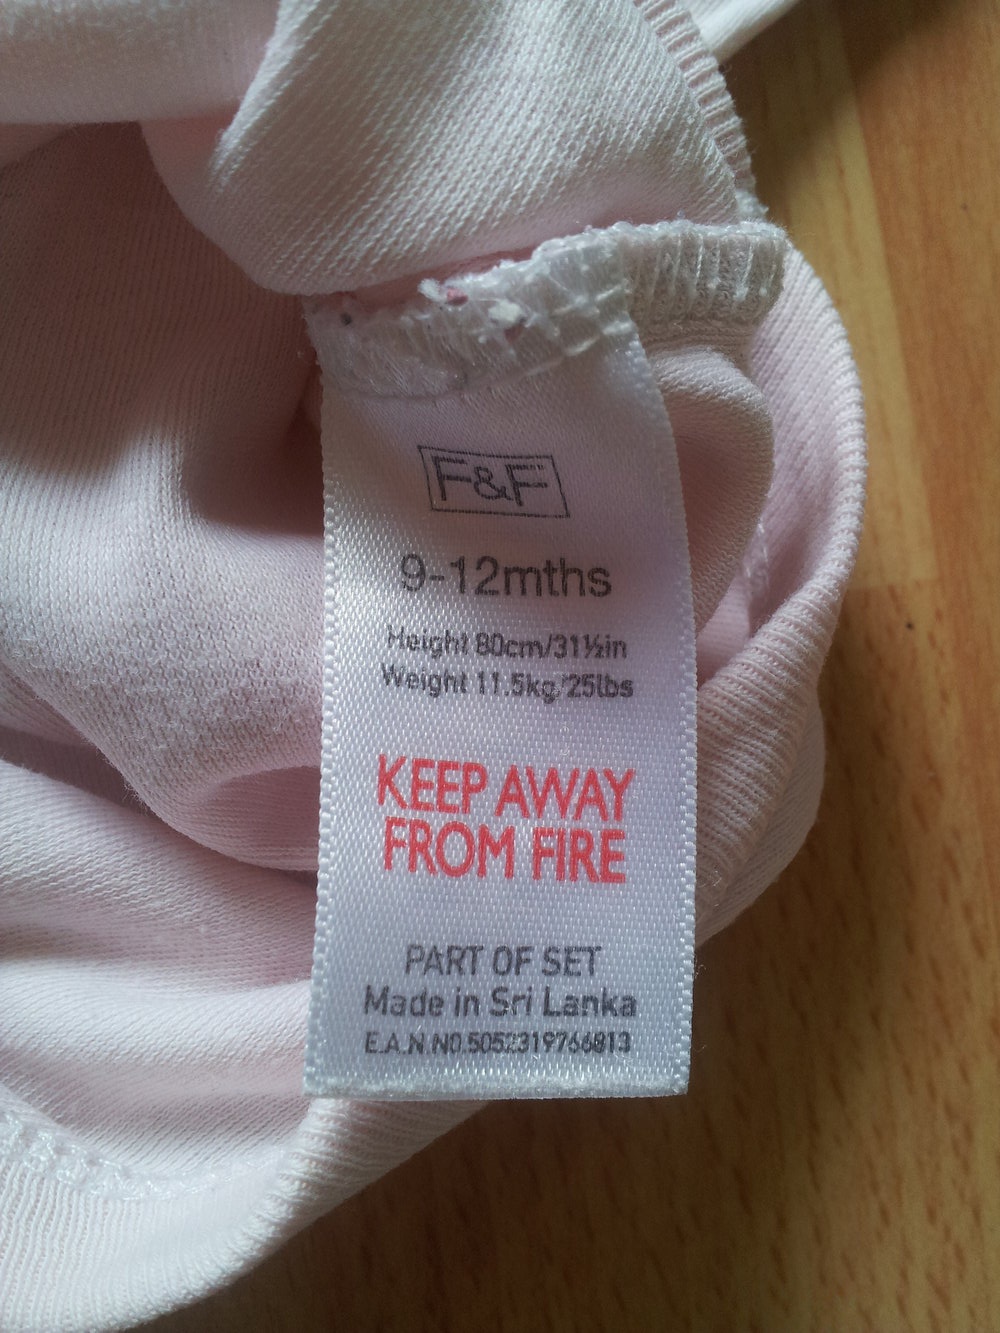 F&F
9-12mths
Height 80cm/31½in
Weight 11.5kg/25lbs
KEEP AWAY
FROM FIRE
PART OF SET
Made in Sri Lanka
E.A.N.NO.5052319766813